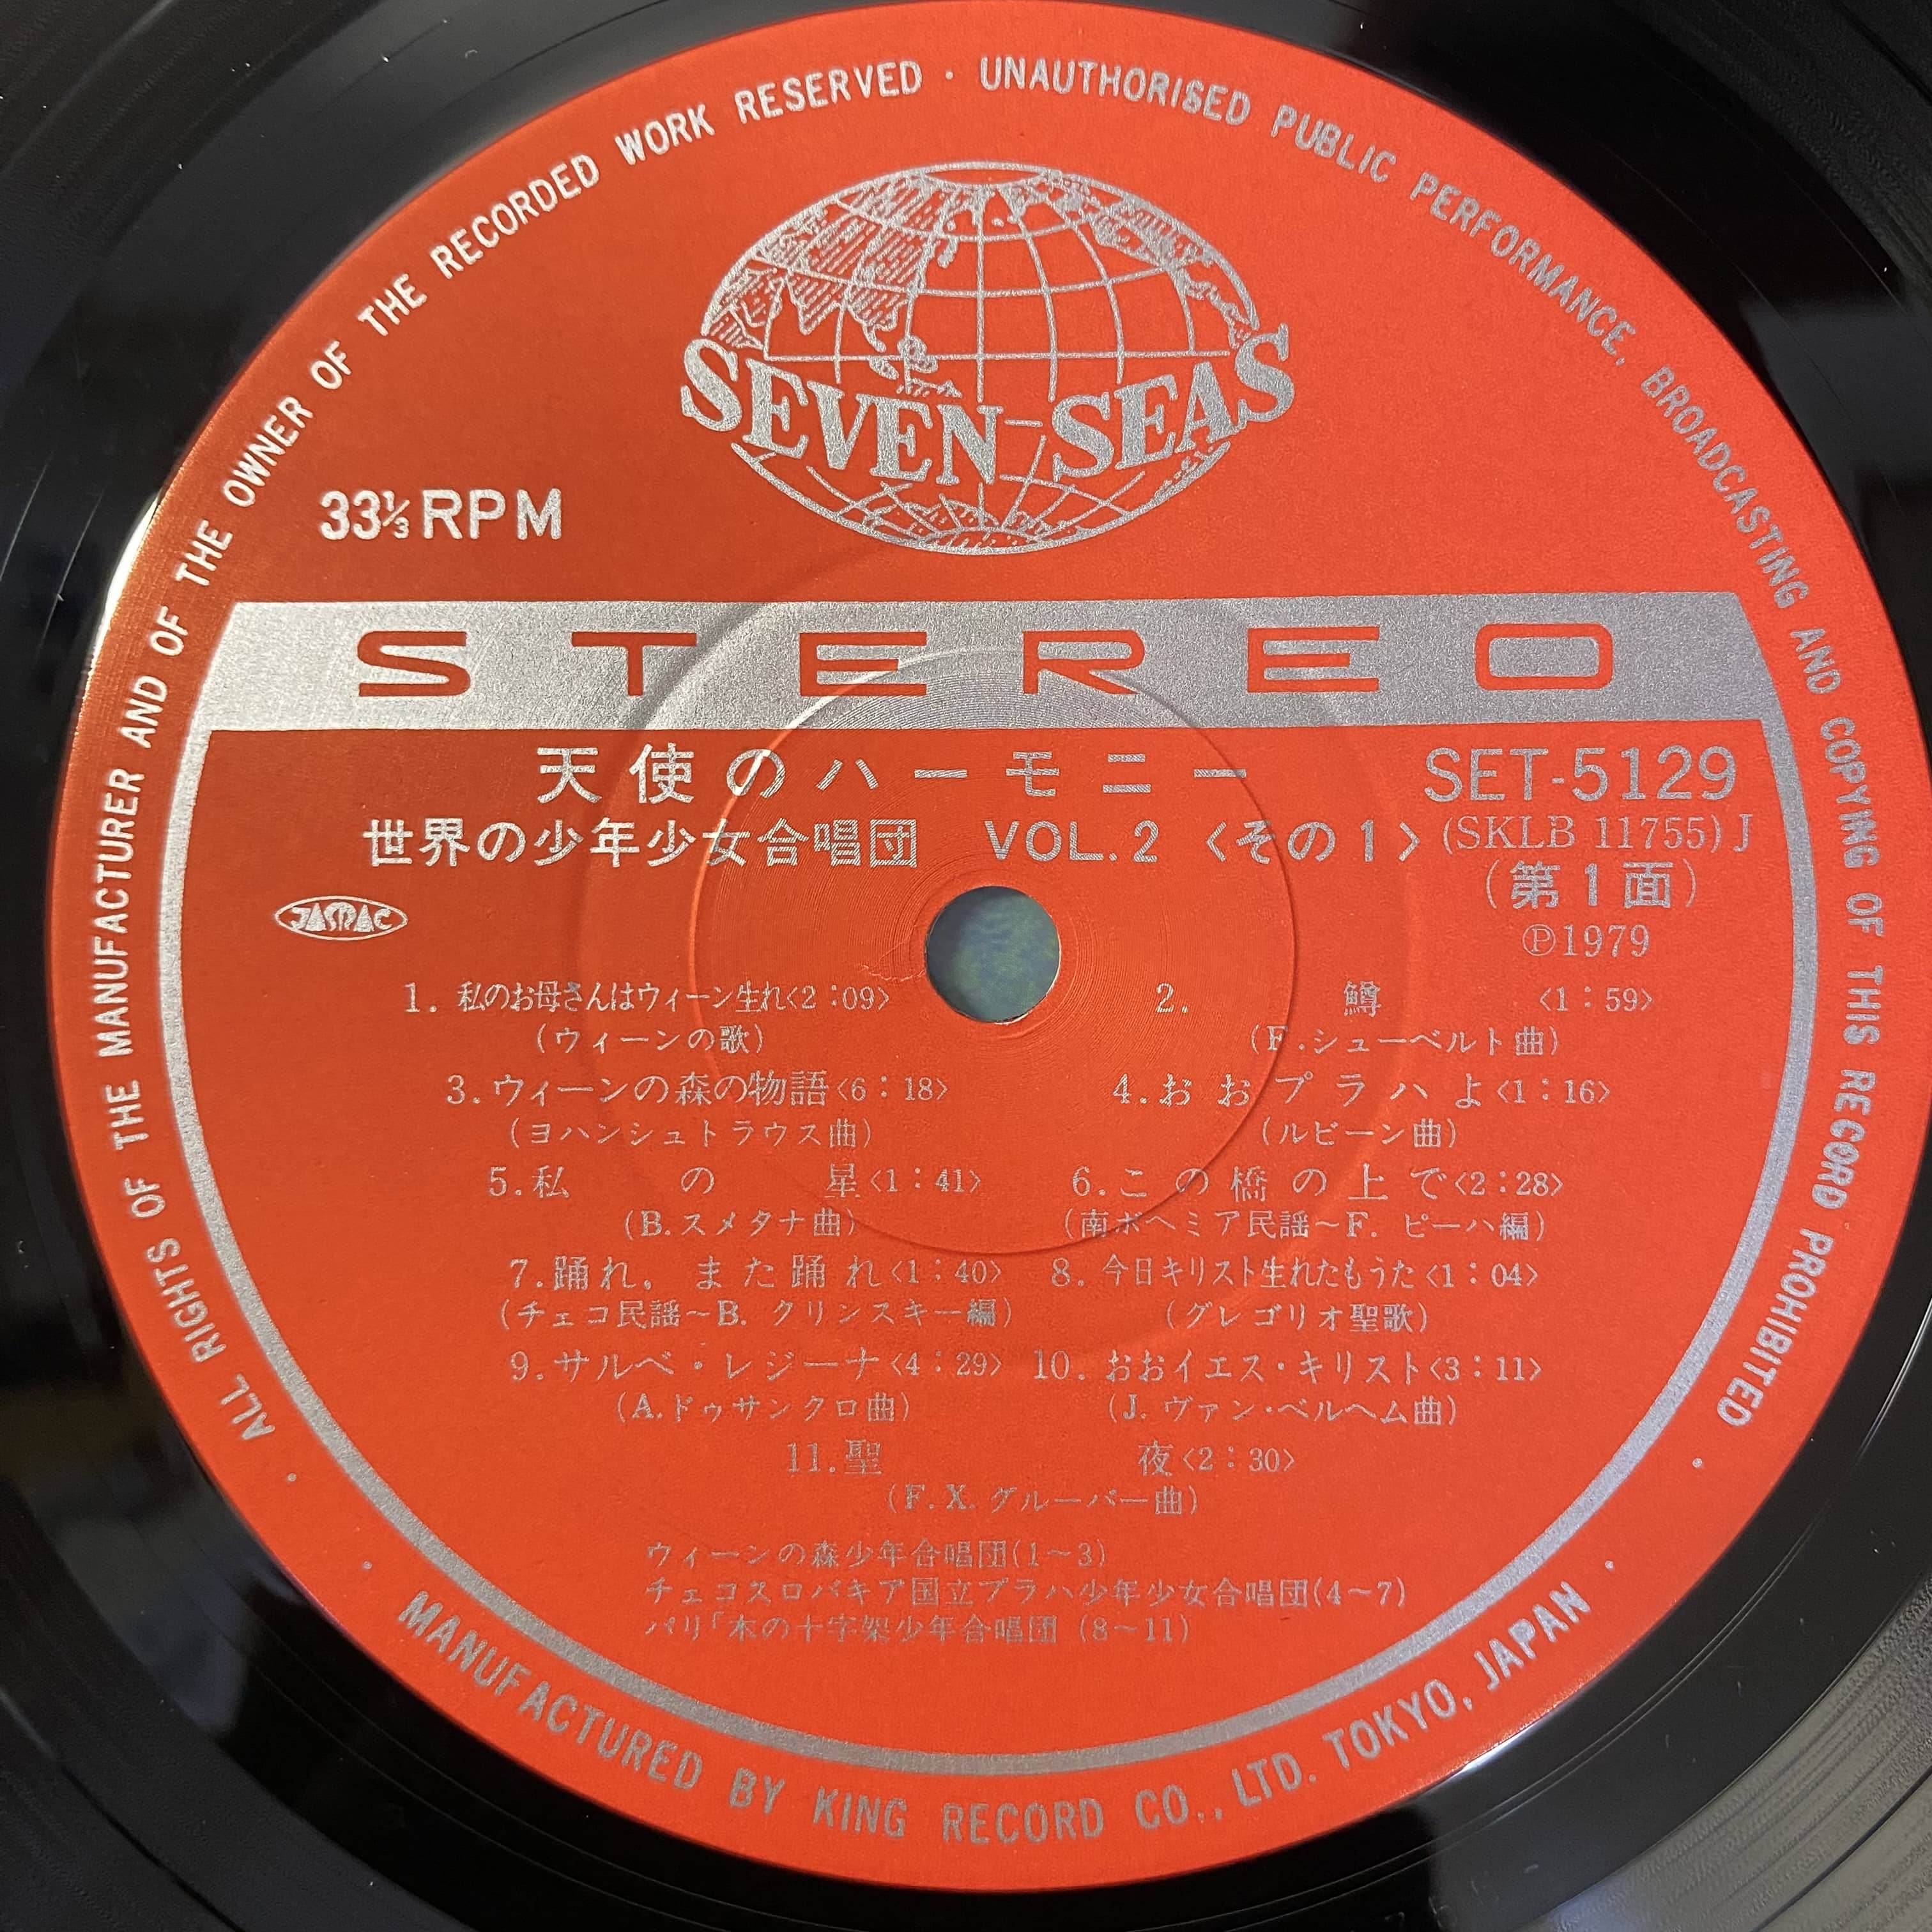 ALL RIGHTS OF THE MANUFACTURER AND OF THE OWNER OF THE RECORDED WORK RESERVED · UNAUTHORISED PUBLIC PERFORMANCE, BROADCASTING AND COPYING OF THIS RECORD PROHIBITED
SEVEN SEAS
33⅓ RPM
STEREO
天使のハーモニー
SET-5129
世界の少年少女合唱団 VOL.2 〈その1〉
(SKLB 11755) J
(第1面)
JASRAC
Ⓟ1979
1. 私のお母さんはウィーン生れ〈2:09〉
(ウィーンの歌)
2. 鱒 〈1:59〉
(F.シューベルト曲)
3.ウィーンの森の物語〈6:18〉
(ヨハンシュトラウス曲)
4.おおプラハよ〈1:16〉
(ルビーン曲)
5.私の星〈1:41〉
(B.スメタナ曲)
6.この橋の上で〈2:28〉
(南ボヘミア民謡〜F. ピーハ編)
7.踊れ,また踊れ〈1:40〉
(チェコ民謡〜B. クリンスキー編)
8. 今日キリスト生れたもうた〈1:04〉
(グレゴリオ聖歌)
9.サルベ・レジーナ〈4:29〉
(A.ドゥサンクロ曲)
10. おおイエス・キリスト〈3:11〉
(J. ヴァン・ベルヘム曲)
11.聖夜〈2:30〉
(F.X.グルーバー曲)
ウィーンの森少年合唱団(1〜3)
チェコスロバキア国立プラハ少年少女合唱団(4〜7)
パリ「木の十字架少年合唱団 (8〜11)
· MANUFACTURED BY KING RECORD CO., LTD. TOKYO, JAPAN ·